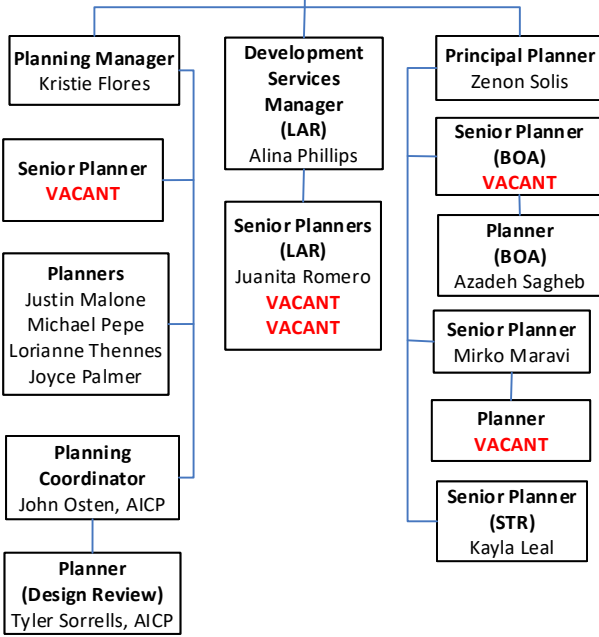 Planning Manager
Kristie Flores
Senior Planner
VACANT
Planners
Justin Malone
Michael Pepe
Lorianne Thennes
Joyce Palmer
Planning
Coordinator
John Osten, AICP
Planner
(Design Review)
Tyler Sorrells, AICP
Development
Services
Manager
(LAR)
Alina Phillips
Senior Planners
(LAR)
Juanita Romero
VACANT
VACANT
Principal Planner
Zenon Solis
Senior Planner
(BOA)
VACANT
Planner
(BOA)
Azadeh Sagheb
Senior Planner
Mirko Maravi
Planner
VACANT
Senior Planner
(STR)
Kayla Leal